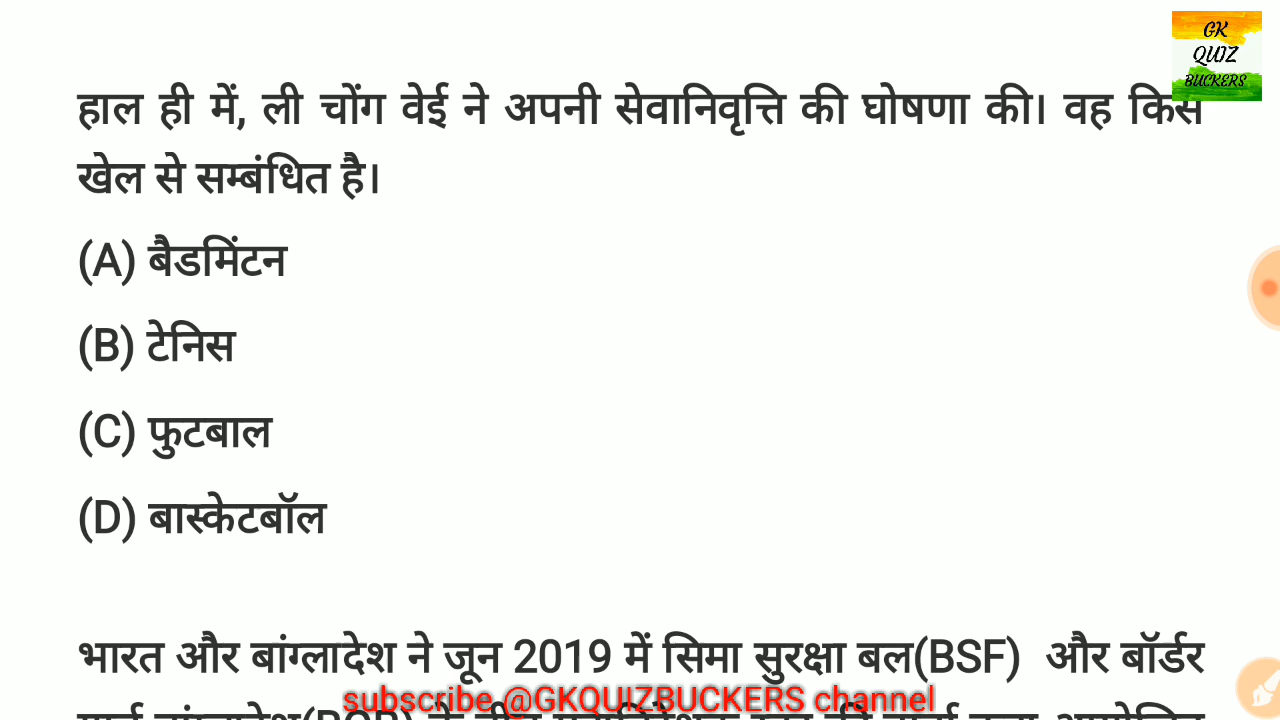 GK
QUIZ
BUCKERS
हाल ही में, ली चोंग वेई ने अपनी सेवानिवृत्ति की घोषणा की। वह किस
खेल से सम्बंधित है।
(A) बैडमिंटन
(B) टेनिस
(C) फुटबाल
(D) बास्केटबॉल
भारत और बांग्लादेश ने जून 2019 में सिमा सुरक्षा बल(BSF) और बॉर्डर
subscribe @GKQUIZBUCKERS channel